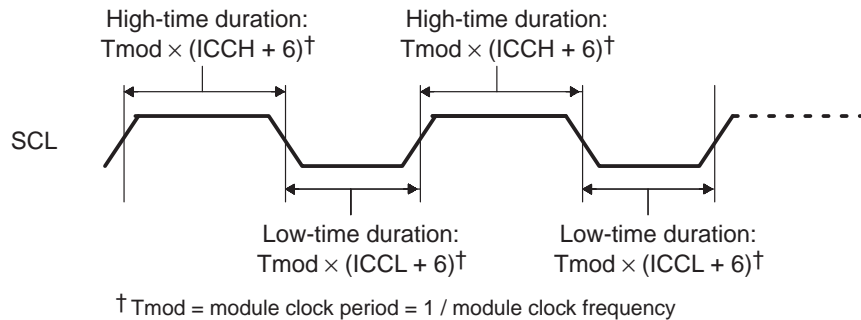 High-time duration:
Tmod × (ICCH + 6)†
High-time duration:
Tmod × (ICCH + 6)†
SCL
Low-time duration:
Tmod × (ICCL + 6)†
Low-time duration:
Tmod × (ICCL + 6)†
† Tmod = module clock period = 1 / module clock frequency